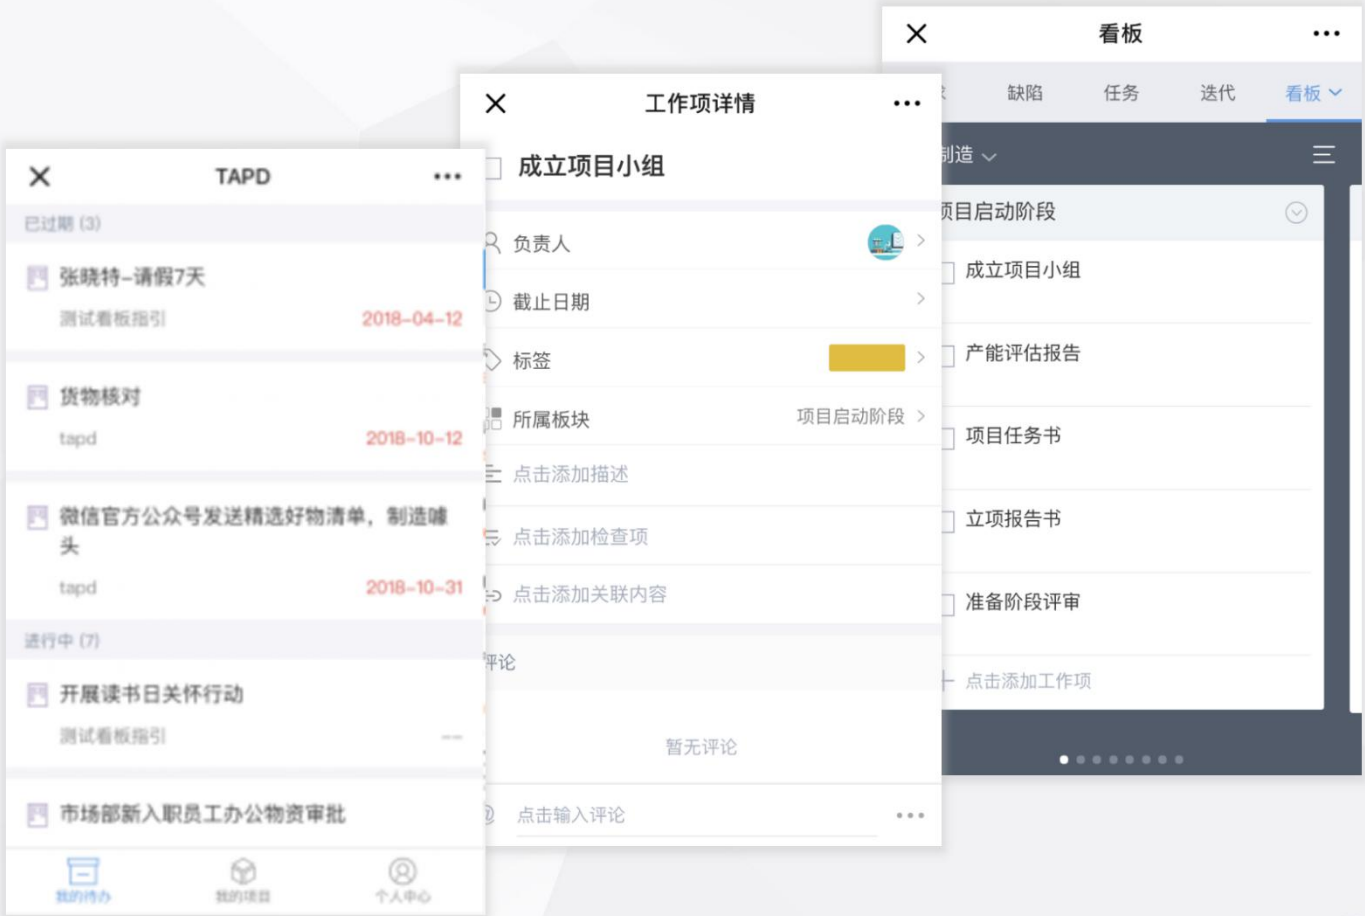 TAPD
已过期 (3)
张晓特-请假7天
测试看板指引
2018-04-12
货物核对
tapd
2018-10-12
微信官方公众号发送精选好物清单，制造噱
头
tapd
2018-10-31
进行中 (7)
开展读书日关怀行动
测试看板指引
--
市场部新入职员工办公物资审批
我的待办
我的项目
个人中心
工作项详情
成立项目小组
负责人
截止日期
标签
所属板块
项目启动阶段
点击添加描述
点击添加检查项
点击添加关联内容
评论
暂无评论
点击输入评论
看板
缺陷
任务
迭代
看板
制造
项目启动阶段
成立项目小组
产能评估报告
项目任务书
立项报告书
准备阶段评审
点击添加工作项